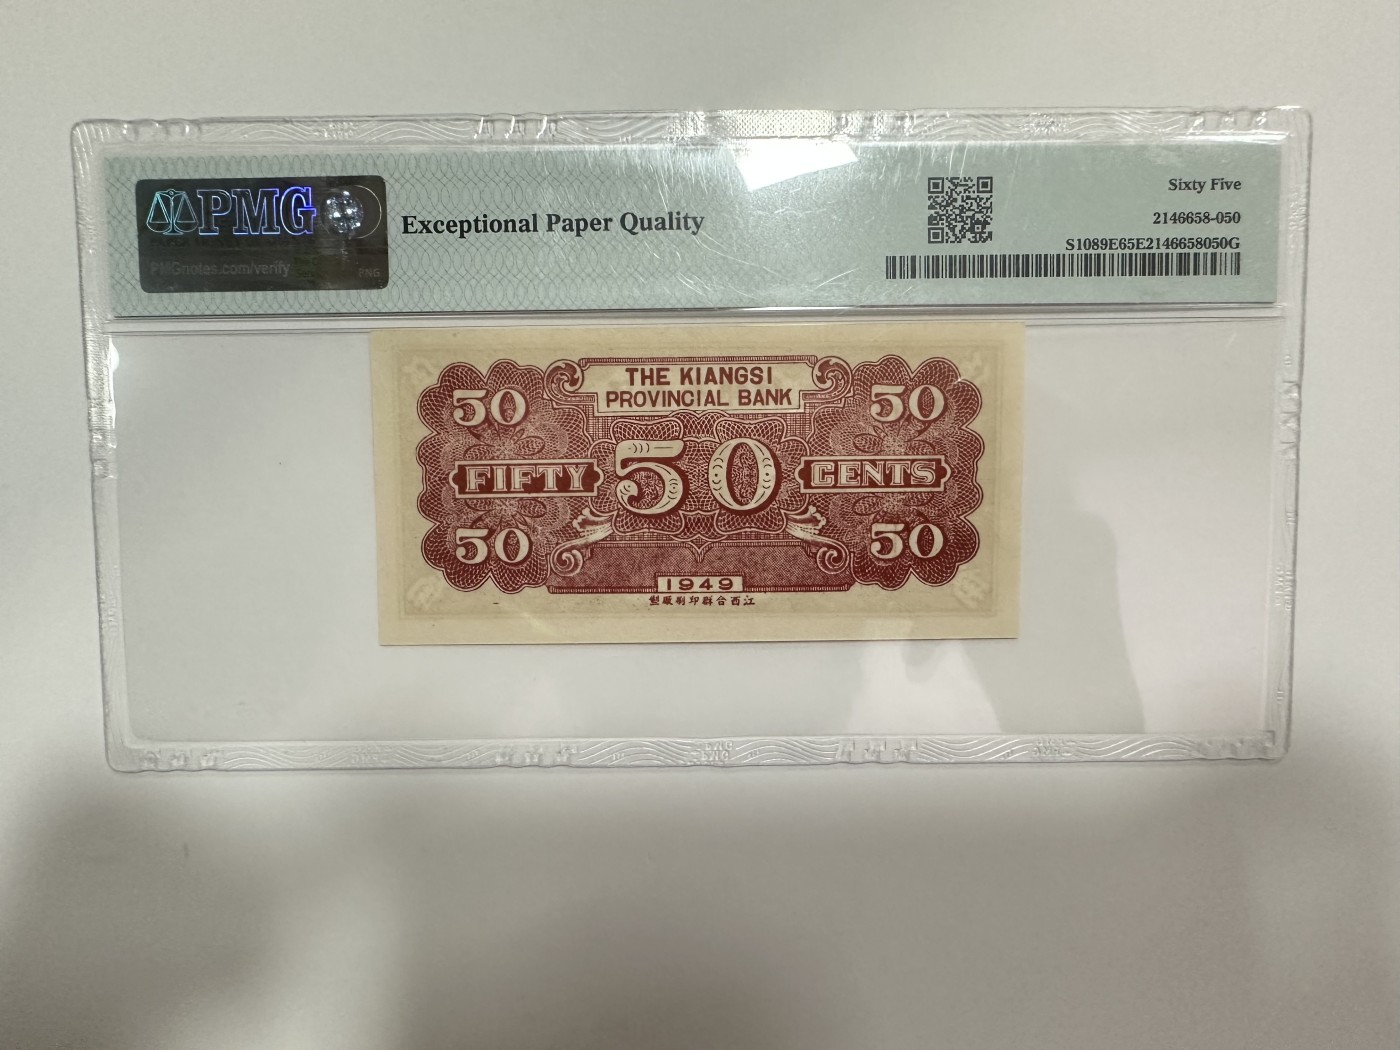 PMG
PMGnotes.com/verify
PNG
Exceptional Paper Quality
Sixty Five
2146658-050
S1089E65E2146658050G
THE KIANGSI
PROVINCIAL BANK
50 50
FIFTY 50 CENTS
50 50
1949
製廠刷印群合西江